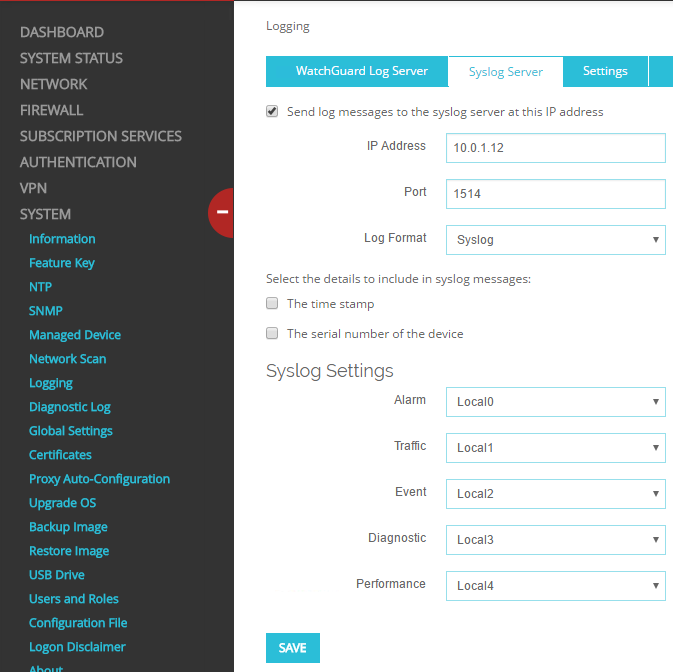 DASHBOARD
SYSTEM STATUS
NETWORK
FIREWALL
SUBSCRIPTION SERVICES
AUTHENTICATION
VPN
SYSTEM
Information
Feature Key
NTP
SNMP
Managed Device
Network Scan
Logging
Diagnostic Log
Global Settings
Certificates
Proxy Auto-Configuration
Upgrade OS
Backup Image
Restore Image
USB Drive
Users and Roles
Configuration File
Logon Disclaimer
About
Logging
WatchGuard Log Server
Syslog Server
Settings
Send log messages to the syslog server at this IP address
IP Address 10.0.1.12
Port 1514
Log Format Syslog
Select the details to include in syslog messages:
The time stamp
The serial number of the device
Syslog Settings
Alarm Local0
Traffic Local1
Event Local2
Diagnostic Local3
Performance Local4
SAVE